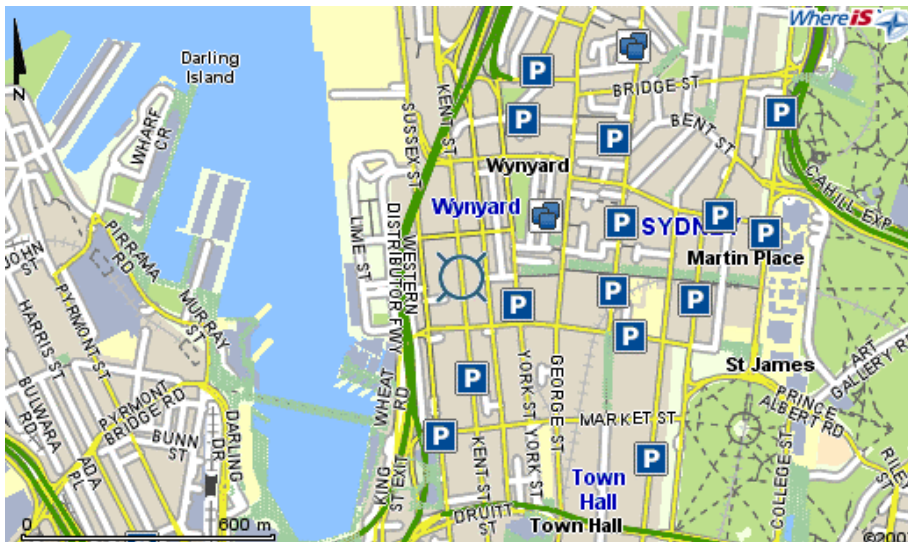 WhereiS
Darling
Island
N
WHARF
CR
SUSSEX ST
KENT ST
BRIDGE ST
BENT ST
P
P
P
P
Wynyard
Wynyard
CAHILL EXP
PIRRAMA
RD
LIME ST
WESTERN
DISTRIBUTOR FWY
P
SYDNEY
P
P
Martin Place
JOHN
ST
HARRIS ST
PYRMONT ST
MURRAY
ST
P
P
P
P
BULWARA
RD
PYRMONT
BRIDGE RD
BUNN
ST
ADA
PL
DARLING
DR
WHEAT
RD
KING
ST EXIT
P
YORK ST
YORK ST
GEORGE ST
St James
ART
GALLERY RD
PRINCE
ALBERT RD
MARKET ST
P
KENT ST
P
COLLEGE ST
RILEY
Town
Hall
DRUITT
ST
Town Hall
0
600 m